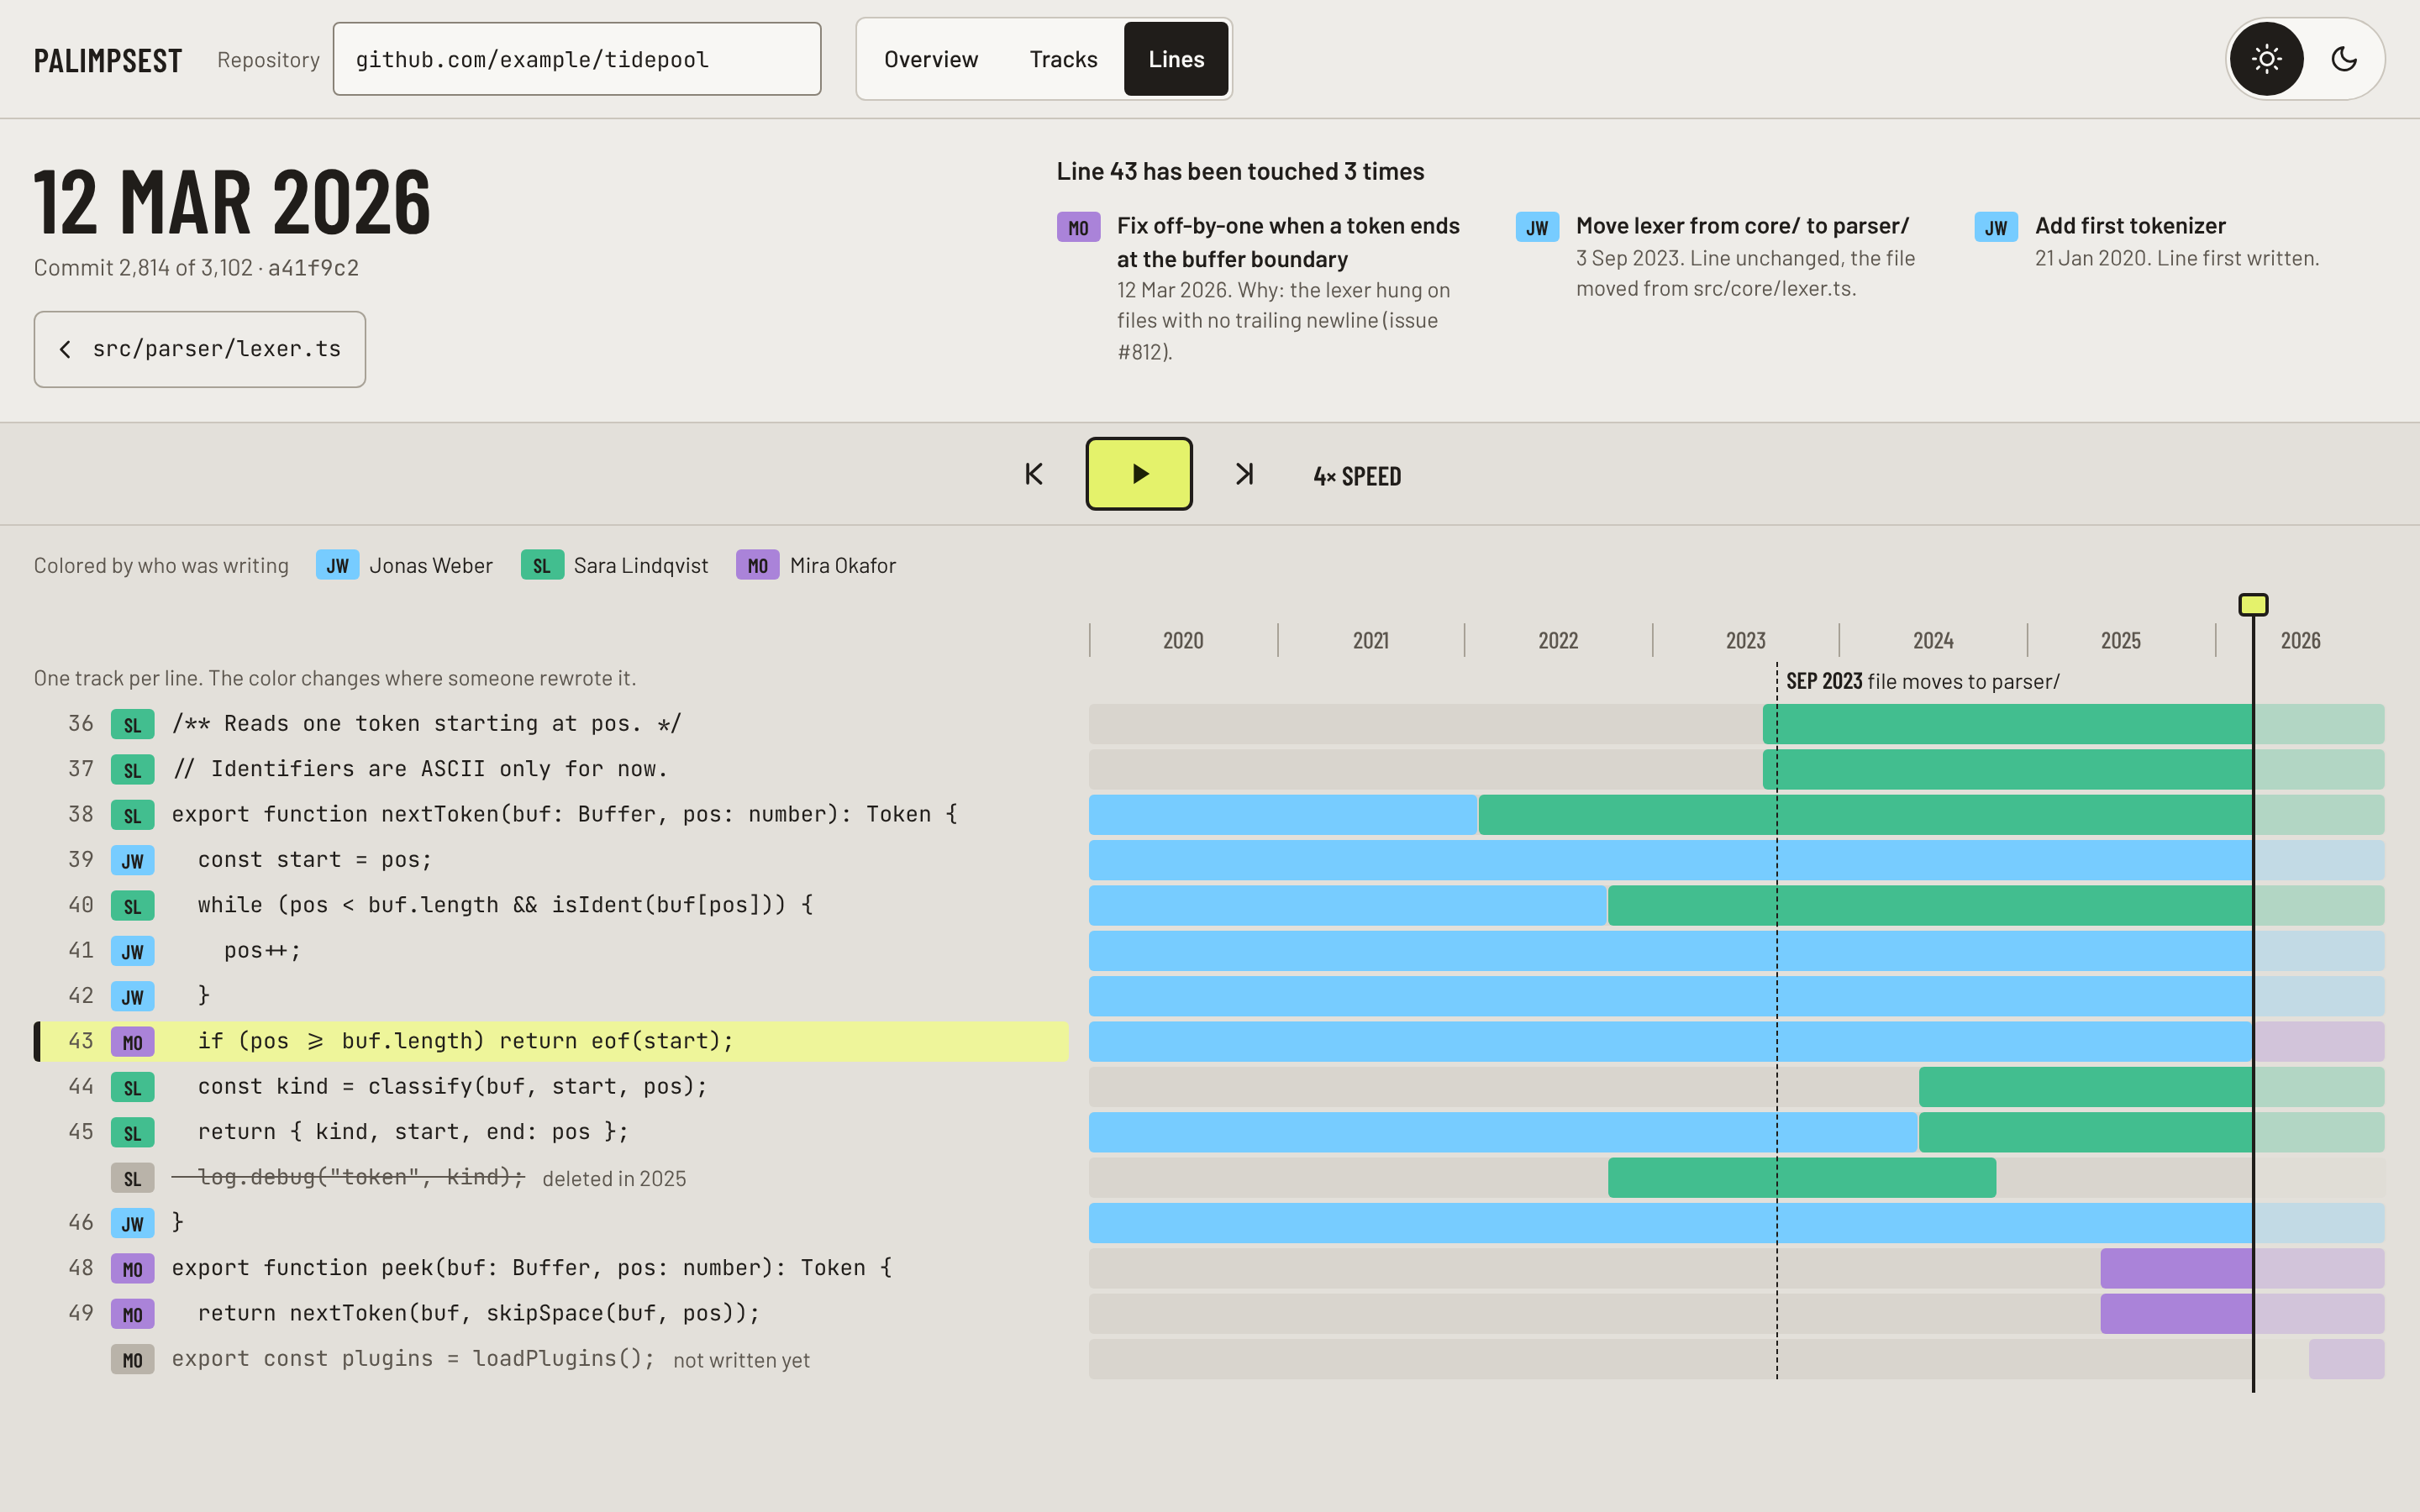 PALIMPSEST
Repository
github.com/example/tidepool
Overview
Tracks
Lines
12 MAR 2026
Commit 2,814 of 3,102 · a41f9c2
src/parser/lexer.ts
Line 43 has been touched 3 times
MO
Fix off-by-one when a token ends
at the buffer boundary
12 Mar 2026. Why: the lexer hung on
files with no trailing newline (issue
#812).
JW
Move lexer from core/ to parser/
3 Sep 2023. Line unchanged, the file
moved from src/core/lexer.ts.
JW
Add first tokenizer
21 Jan 2020. Line first written.
4× SPEED
Colored by who was writing
JW Jonas Weber
SL Sara Lindqvist
MO Mira Okafor
2020 2021 2022 2023 2024 2025 2026
One track per line. The color changes where someone rewrote it.
SEP 2023 file moves to parser/
36 SL /** Reads one token starting at pos. */
37 SL // Identifiers are ASCII only for now.
38 SL export function nextToken(buf: Buffer, pos: number): Token {
39 JW const start = pos;
40 SL while (pos < buf.length && isIdent(buf[pos])) {
41 JW pos++;
42 JW }
43 MO if (pos >= buf.length) return eof(start);
44 SL const kind = classify(buf, start, pos);
45 SL return { kind, start, end: pos };
SL log.debug("token", kind); deleted in 2025
46 JW }
48 MO export function peek(buf: Buffer, pos: number): Token {
49 MO return nextToken(buf, skipSpace(buf, pos));
MO export const plugins = loadPlugins(); not written yet